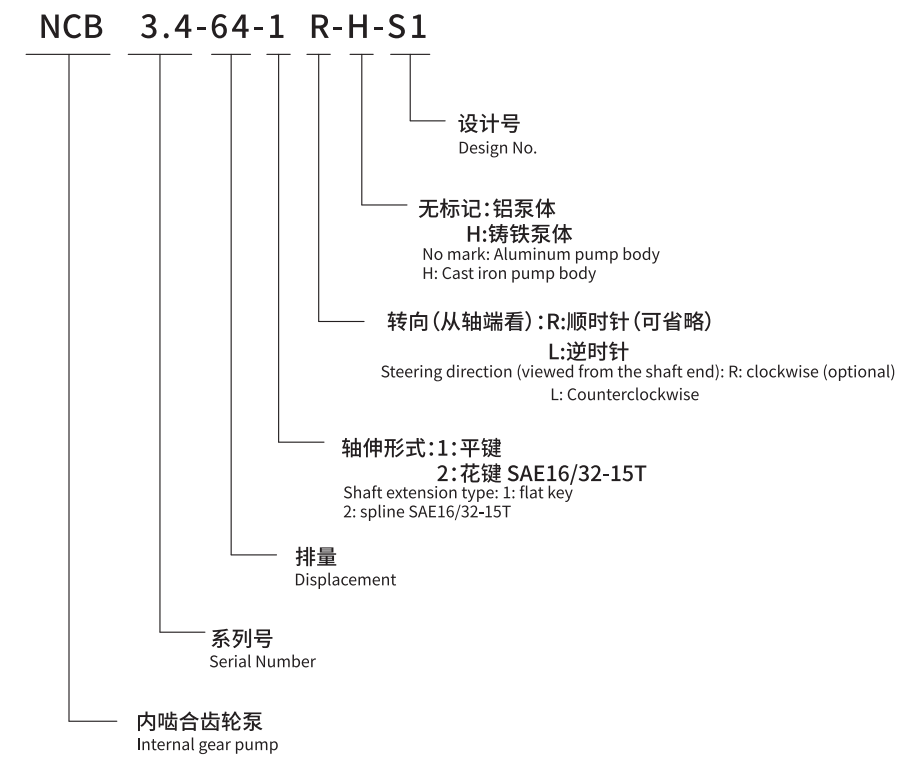 NCB 3.4-64-1 R-H-S1
设计号
Design No.
无标记：铝泵体
H:铸铁泵体
No mark: Aluminum pump body
H: Cast iron pump body
转向（从轴端看）：R:顺时针（可省略）
L:逆时针
Steering direction (viewed from the shaft end): R: clockwise (optional)
L: Counterclockwise
轴伸形式：1：平键
2：花键 SAE16/32-15T
Shaft extension type: 1: flat key
2: spline SAE16/32-15T
排量
Displacement
系列号
Serial Number
内啮合齿轮泵
Internal gear pump